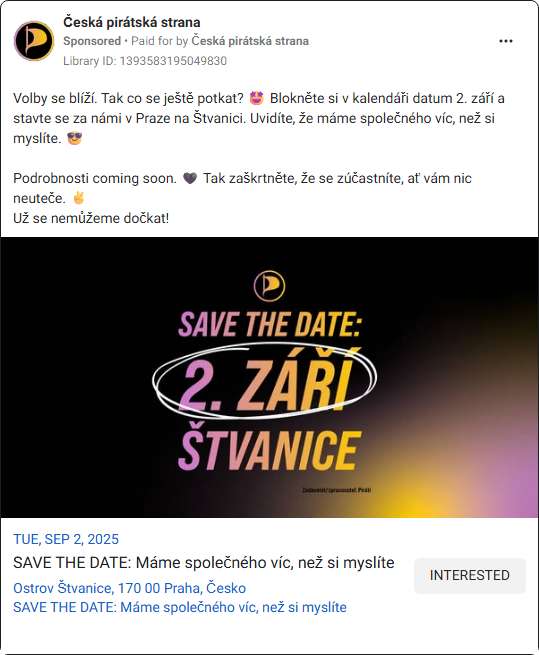 Česká pirátská strana
Sponsored • Paid for by Česká pirátská strana
Library ID: 1393583195049830
Volby se blíží. Tak co se ještě potkat? 🤩 Blokněte si v kalendáři datum 2. září a
stavte se za námi v Praze na Štvanici. Uvidíte, že máme společného víc, než si
myslíte. 😎
Podrobnosti coming soon. 🖤 Tak zaškrtněte, že se zúčastníte, ať vám nic
neuteče. ✌️
Už se nemůžeme dočkat!
SAVE THE DATE:
2. ZÁŘÍ
ŠTVANICE
Zadavatel/zpracovatel: Piráti
TUE, SEP 2, 2025
SAVE THE DATE: Máme společného víc, než si myslíte
INTERESTED
Ostrov Štvanice, 170 00 Praha, Česko
SAVE THE DATE: Máme společného víc, než si myslíte